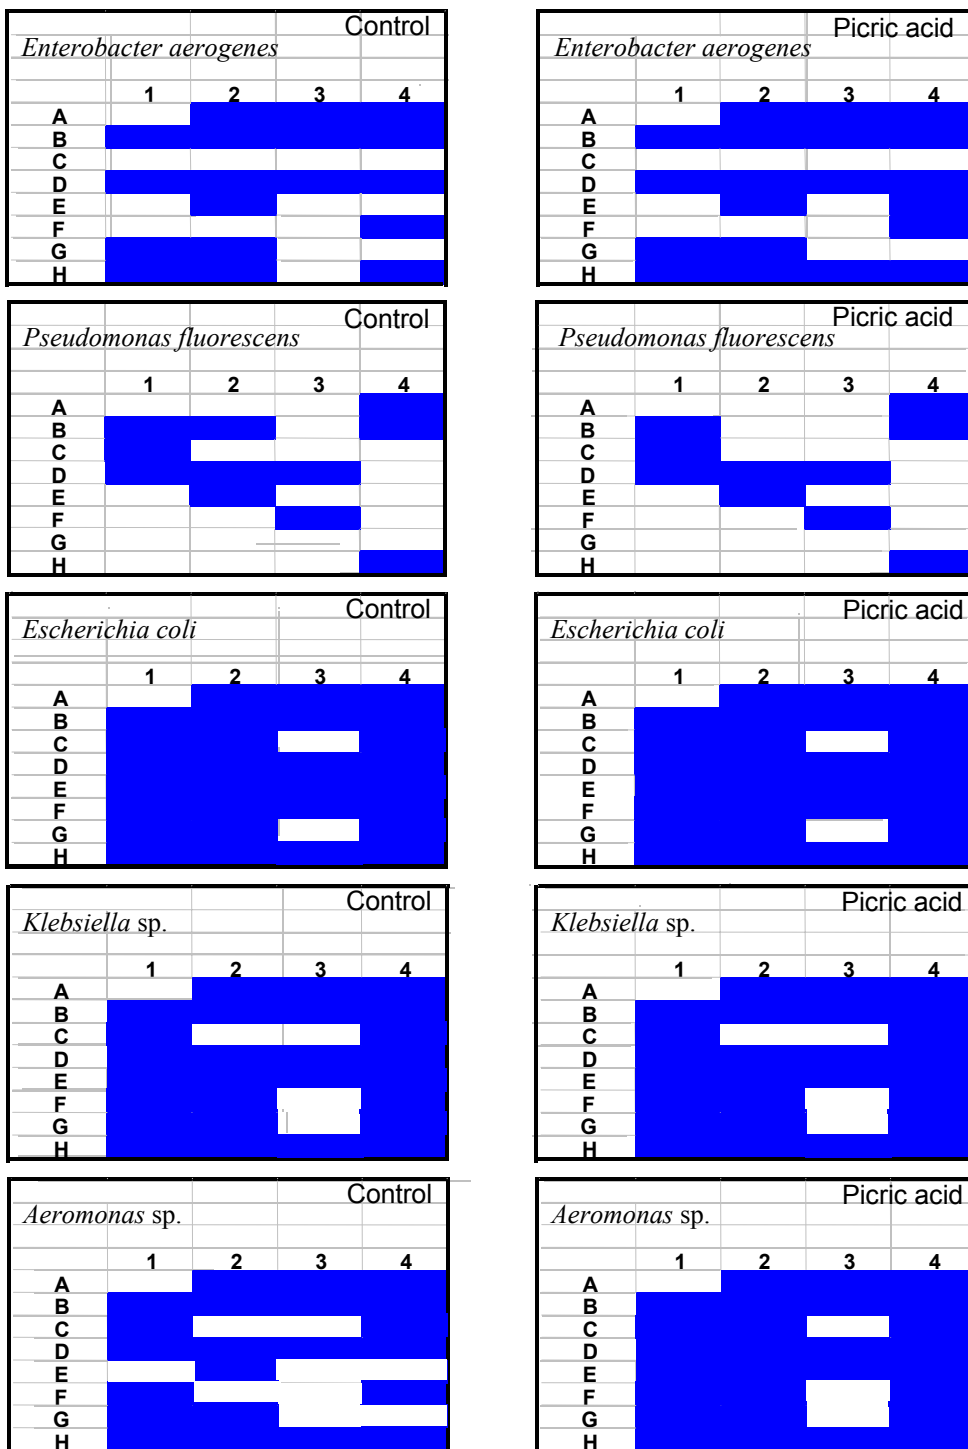 Control
Enterobacter aerogenes
1 2 3 4
A
B
C
D
E
F
G
H
Picric acid
Enterobacter aerogenes
1 2 3 4
A
B
C
D
E
F
G
H
Control
Pseudomonas fluorescens
1 2 3 4
A
B
C
D
E
F
G
H
Picric acid
Pseudomonas fluorescens
1 2 3 4
A
B
C
D
E
F
G
H
Control
Escherichia coli
1 2 3 4
A
B
C
D
E
F
G
H
Picric acid
Escherichia coli
1 2 3 4
A
B
C
D
E
F
G
H
Control
Klebsiella sp.
1 2 3 4
A
B
C
D
E
F
G
H
Picric acid
Klebsiella sp.
1 2 3 4
A
B
C
D
E
F
G
H
Control
Aeromonas sp.
1 2 3 4
A
B
C
D
E
F
G
H
Picric acid
Aeromonas sp.
1 2 3 4
A
B
C
D
E
F
G
H